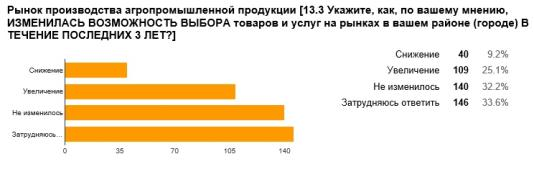 Рынок производства агропромышленной продукции [13.3 Укажите, как, по вашему мнению,
ИЗМЕНИЛАСЬ ВОЗМОЖНОСТЬ ВЫБОРА товаров и услуг на рынках в вашем районе (городе) В
ТЕЧЕНИЕ ПОСЛЕДНИХ 3 ЛЕТ?]
Снижение
Увеличение
Не изменилось
Затрудняюсь…
0 35 70 105 140
Снижение 40 9.2%
Увеличение 109 25.1%
Не изменилось 140 32.2%
Затрудняюсь ответить 146 33.6%